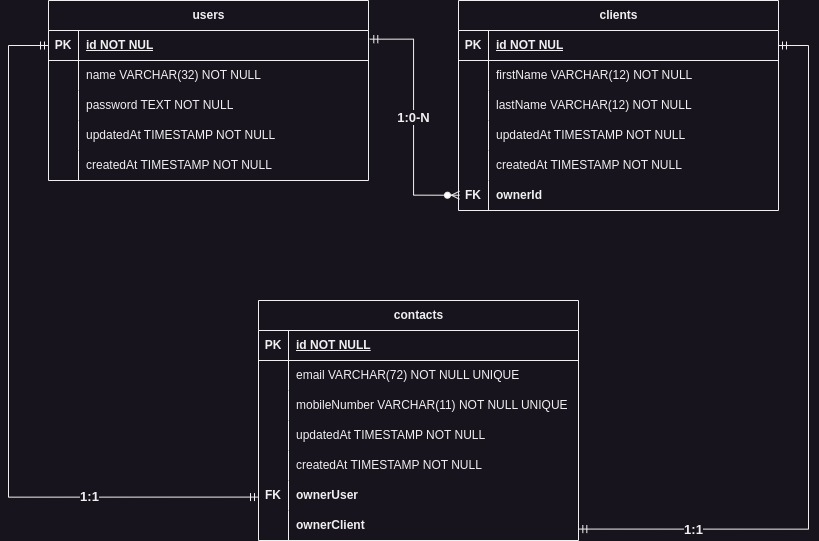 users
PK id NOT NUL
name VARCHAR(32) NOT NULL
password TEXT NOT NULL
updatedAt TIMESTAMP NOT NULL
createdAt TIMESTAMP NOT NULL
1:0-N
clients
PK id NOT NUL
firstName VARCHAR(12) NOT NULL
lastName VARCHAR(12) NOT NULL
updatedAt TIMESTAMP NOT NULL
createdAt TIMESTAMP NOT NULL
FK ownerId
contacts
PK id NOT NULL
email VARCHAR(72) NOT NULL UNIQUE
mobileNumber VARCHAR(11) NOT NULL UNIQUE
updatedAt TIMESTAMP NOT NULL
createdAt TIMESTAMP NOT NULL
FK ownerUser
ownerClient
1:1
1:1